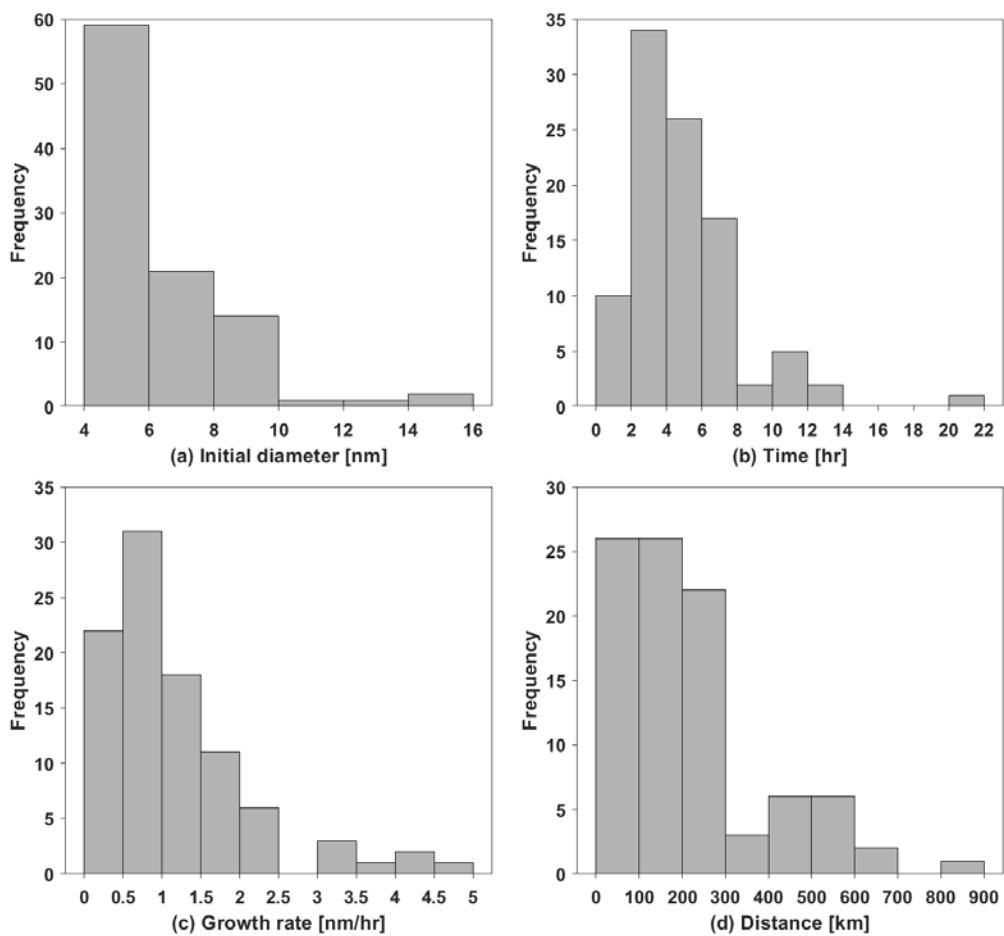 60
50
40
30
20
10
0
Frequency
4 6 8 10 12 14 16
(a) Initial diameter [nm]
35
30
25
20
15
10
5
0
Frequency
0 2 4 6 8 10 12 14 16 18 20 22
(b) Time [hr]
35
30
25
20
15
10
5
0
Frequency
0 0.5 1 1.5 2 2.5 3 3.5 4 4.5 5
(c) Growth rate [nm/hr]
30
25
20
15
10
5
0
Frequency
0 100 200 300 400 500 600 700 800 900
(d) Distance [km]